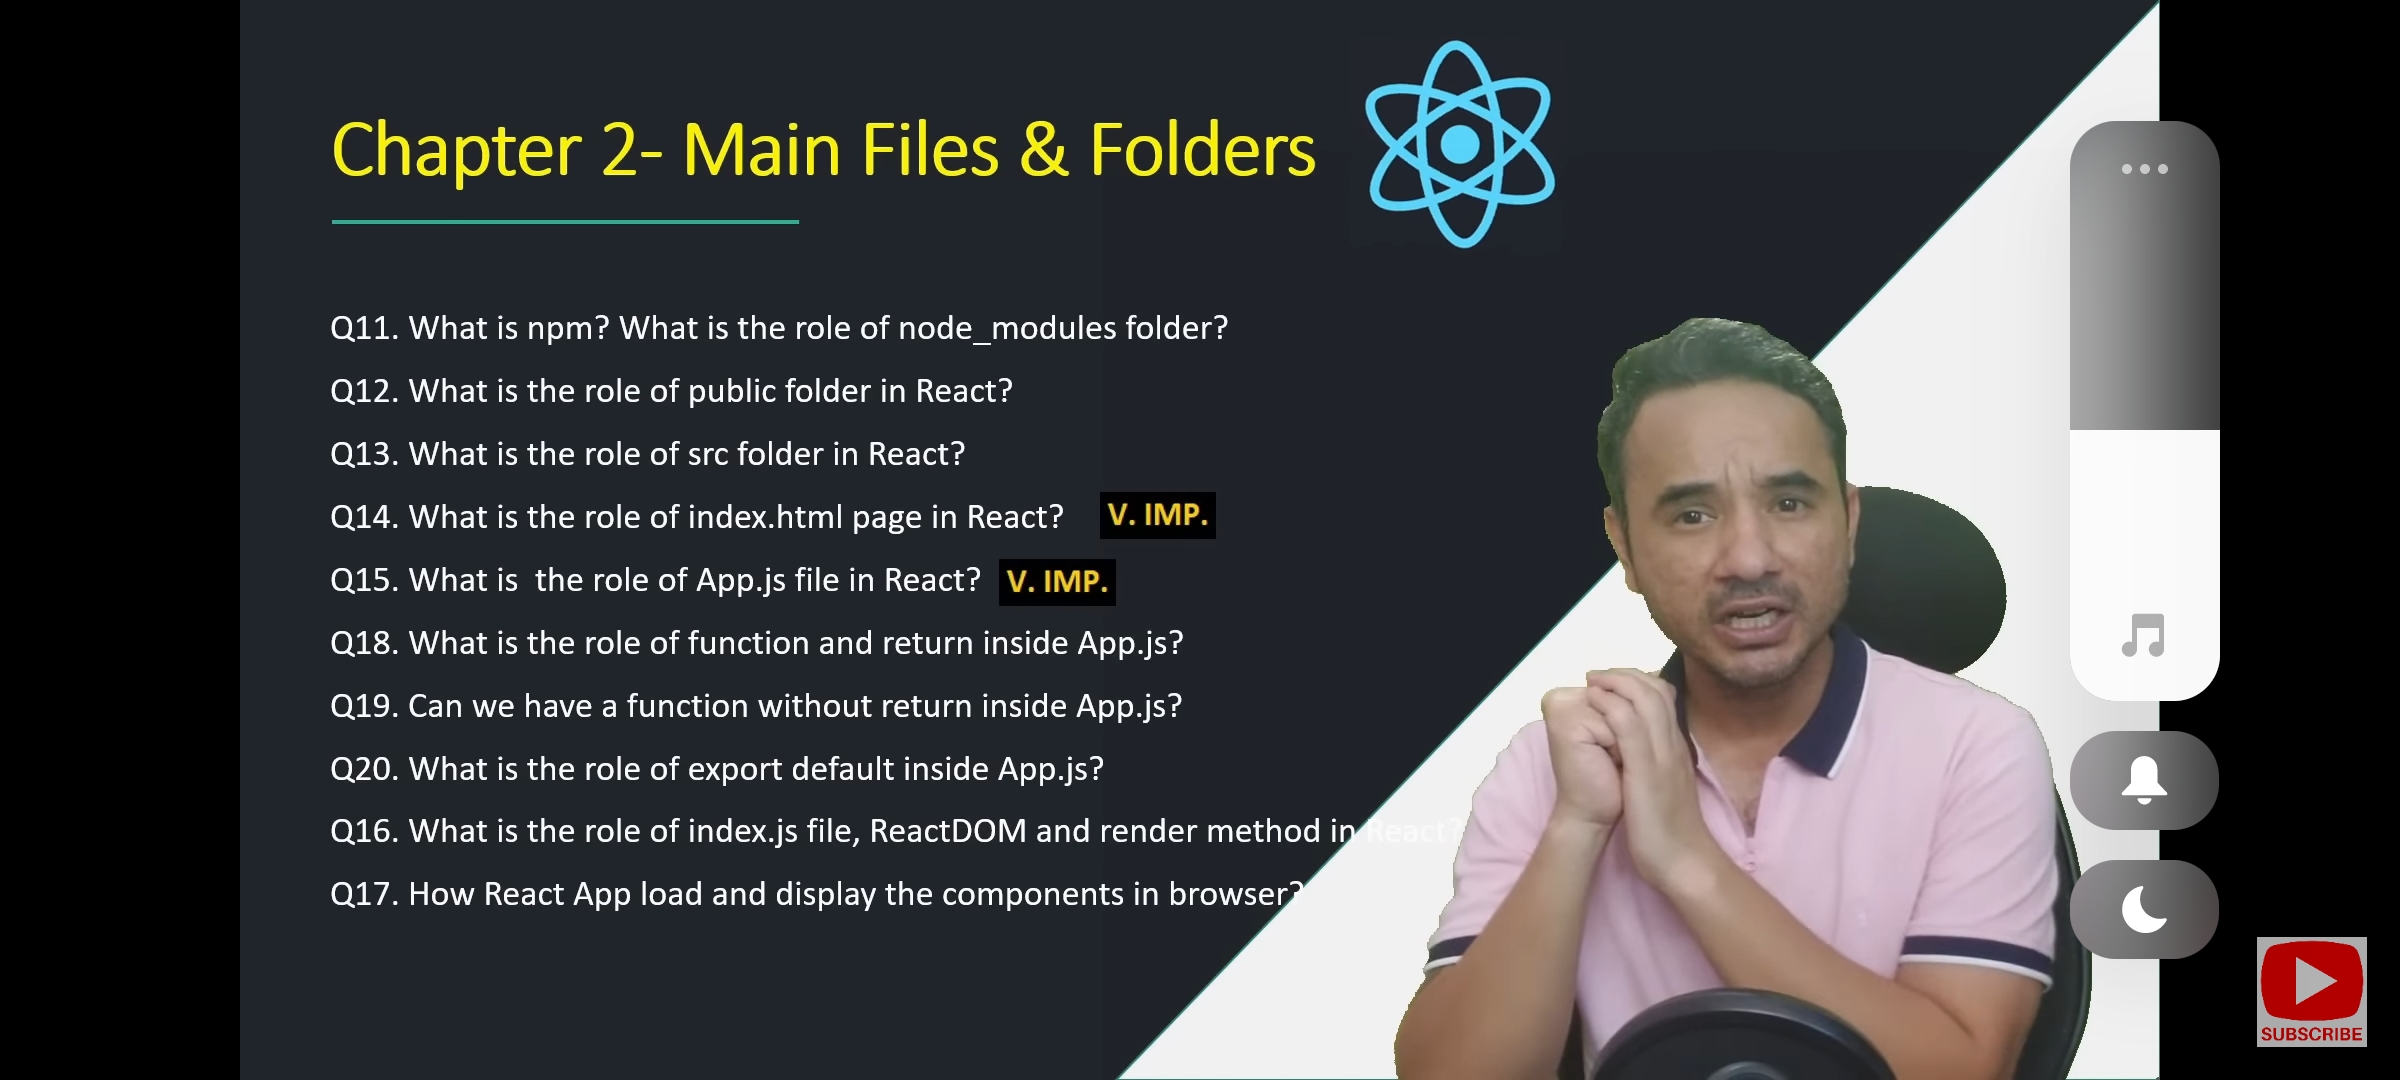 Chapter 2- Main Files & Folders
Q11. What is npm? What is the role of node_modules folder?
Q12. What is the role of public folder in React?
Q13. What is the role of src folder in React?
Q14. What is the role of index.html page in React? V. IMP.
Q15. What is  the role of App.js file in React? V. IMP.
Q18. What is the role of function and return inside App.js?
Q19. Can we have a function without return inside App.js?
Q20. What is the role of export default inside App.js?
Q16. What is the role of index.js file, ReactDOM and render method in React?
Q17. How React App load and display the components in browser?
SUBSCRIBE